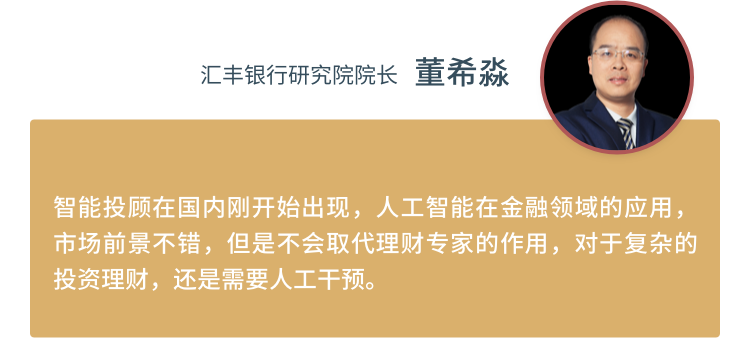 汇丰银行研究院院长 董希淼
智能投顾在国内刚开始出现，人工智能在金融领域的应用，
市场前景不错，但是不会取代理财专家的作用，对于复杂的
投资理财，还是需要人工干预。